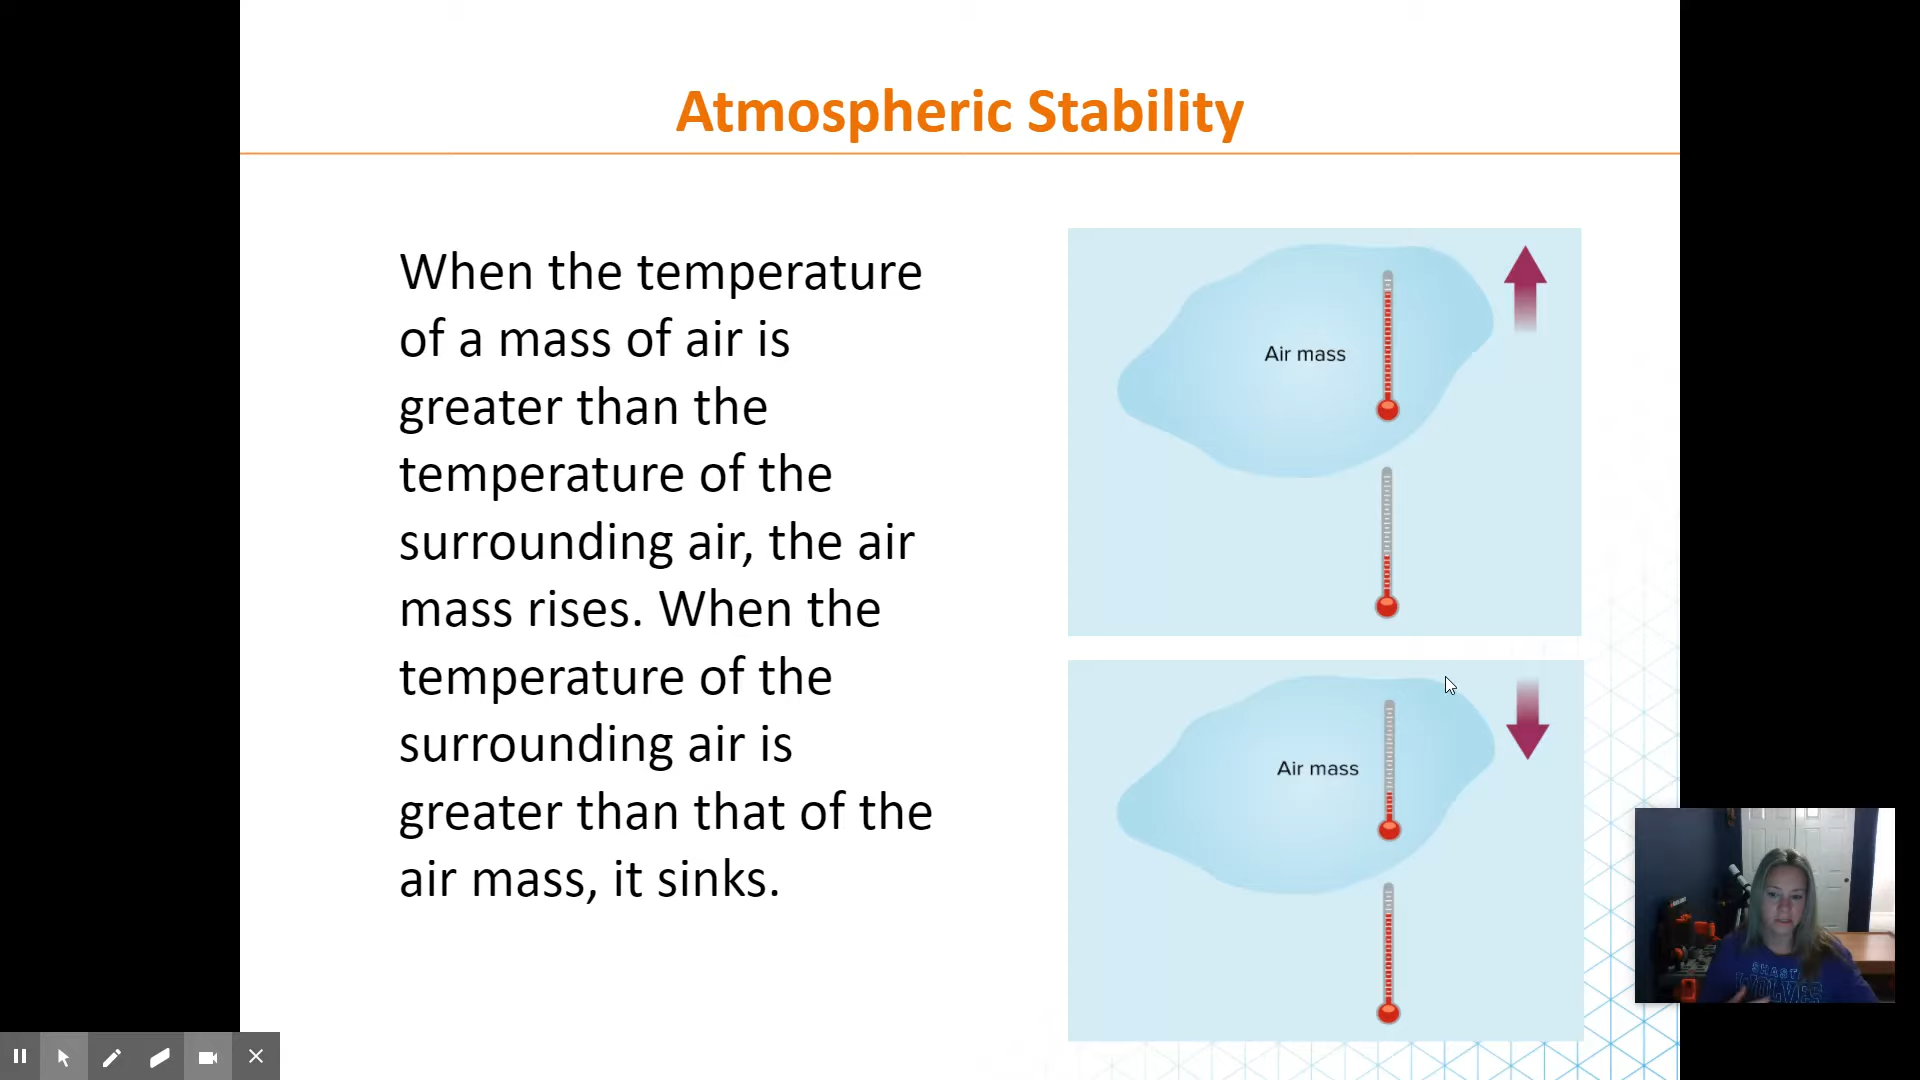 Atmospheric Stability
When the temperature
of a mass of air is
greater than the
temperature of the
surrounding air, the air
mass rises. When the
temperature of the
surrounding air is
greater than that of the
air mass, it sinks.
Air mass
Air mass
WOLVES